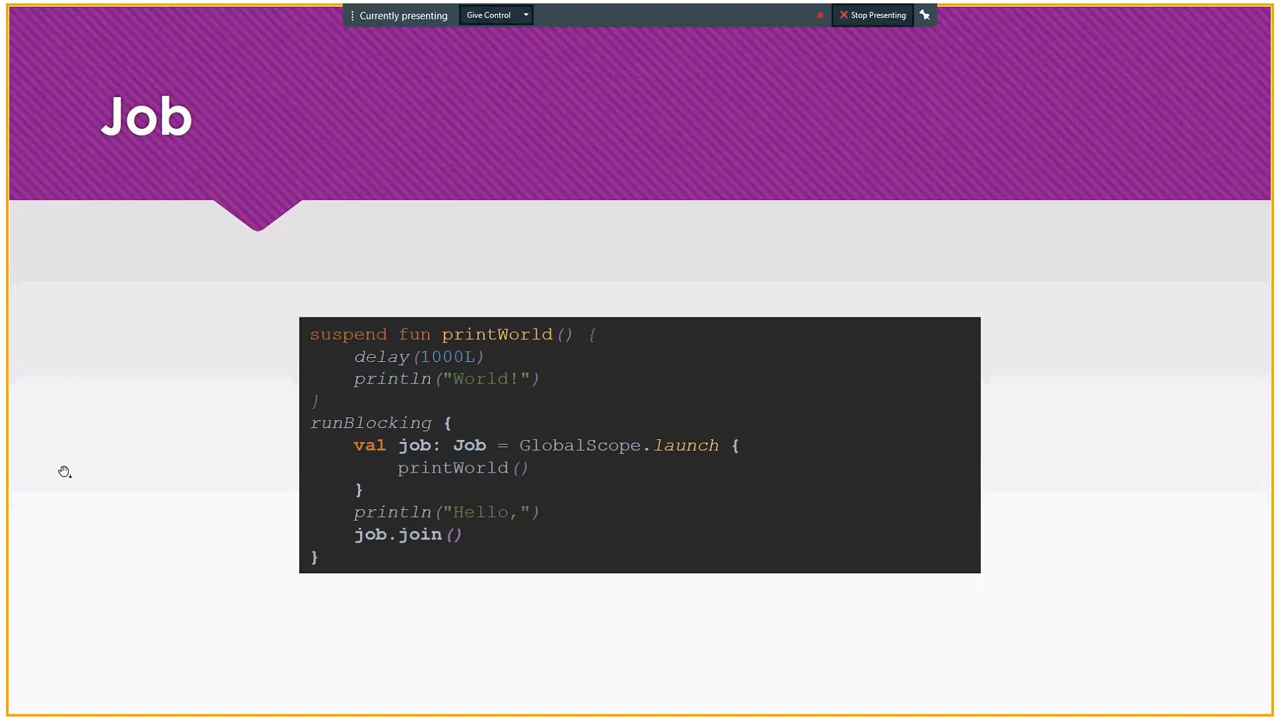 Currently presenting
Give Control
Stop Presenting
Job
suspend fun printWorld() {
    delay(1000L)
    println("World!")
}
runBlocking {
    val job: Job = GlobalScope.launch {
        printWorld()
    }
    println("Hello,")
    job.join()
}